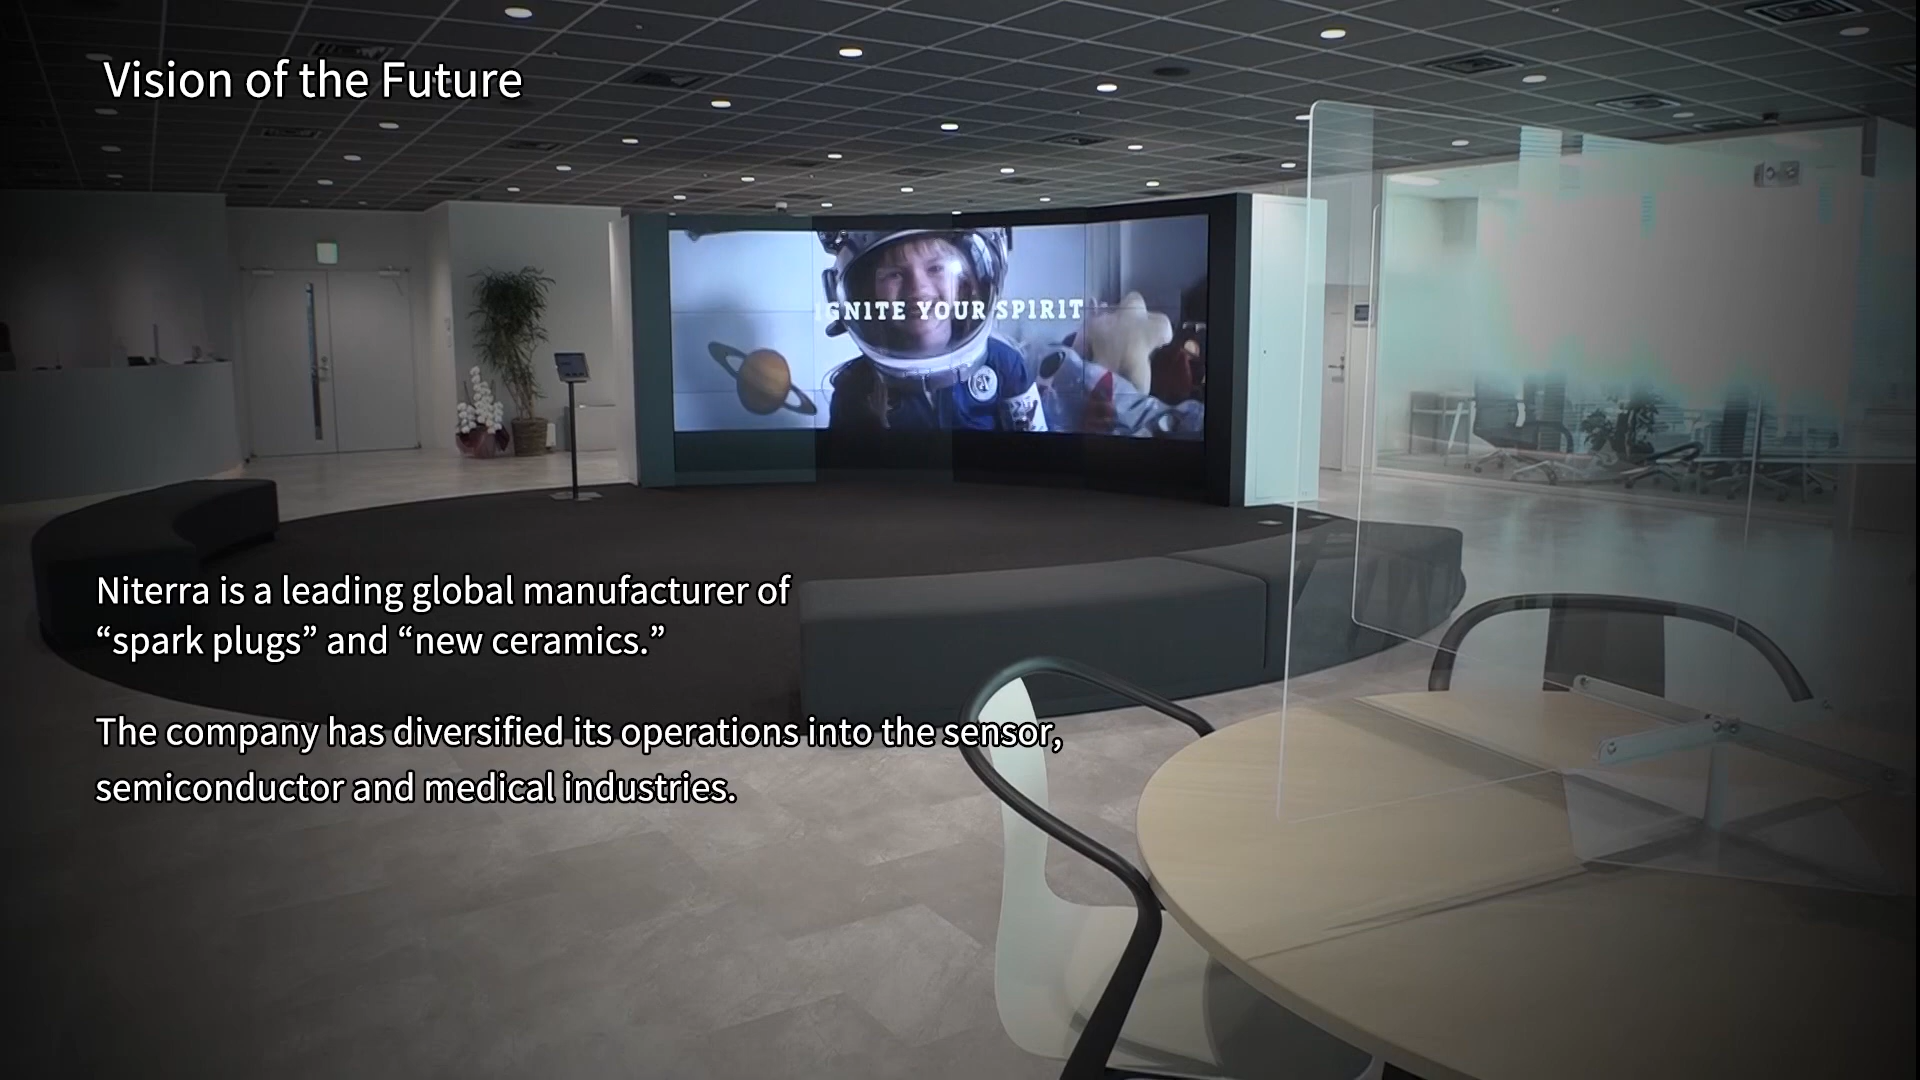 Vision of the Future
IGNITE YOUR SPIRIT
Niterra is a leading global manufacturer of
“spark plugs” and “new ceramics.”
The company has diversified its operations into the sensor,
semiconductor and medical industries.